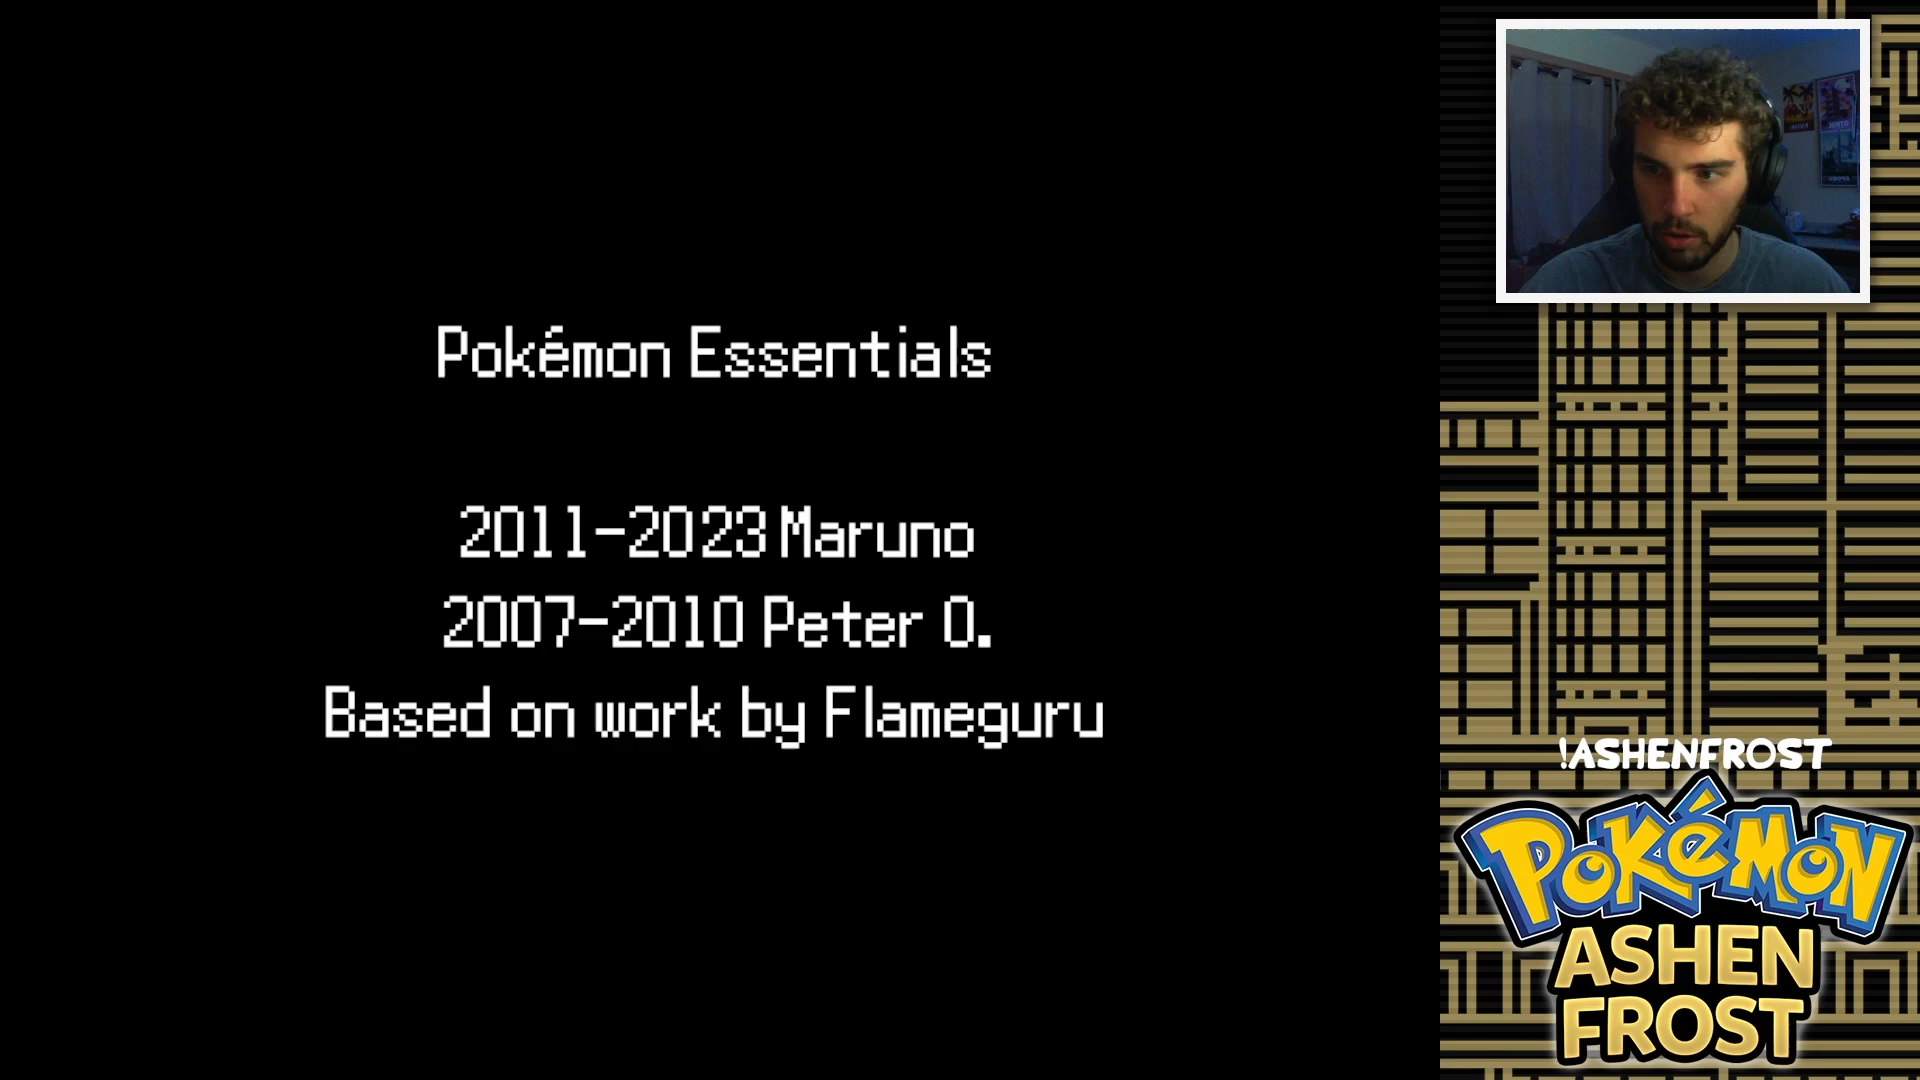 Pokémon Essentials
2011-2023 Maruno
2007-2010 Peter O.
Based on work by Flameguru
!ASHENFROST
POKéMON
ASHEN
FROST